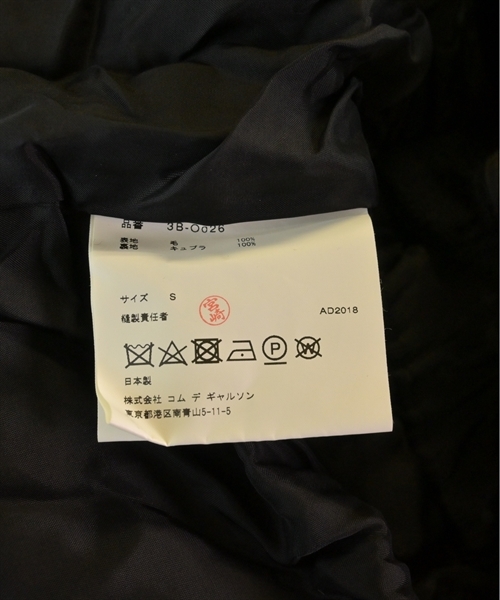 品番 3B-O026
表地 毛 100%
裏地 キュプラ 100%
サイズ S
縫製責任者 宮崎 AD2018
日本製
株式会社 コム デ ギャルソン
東京都港区南青山5-11-5